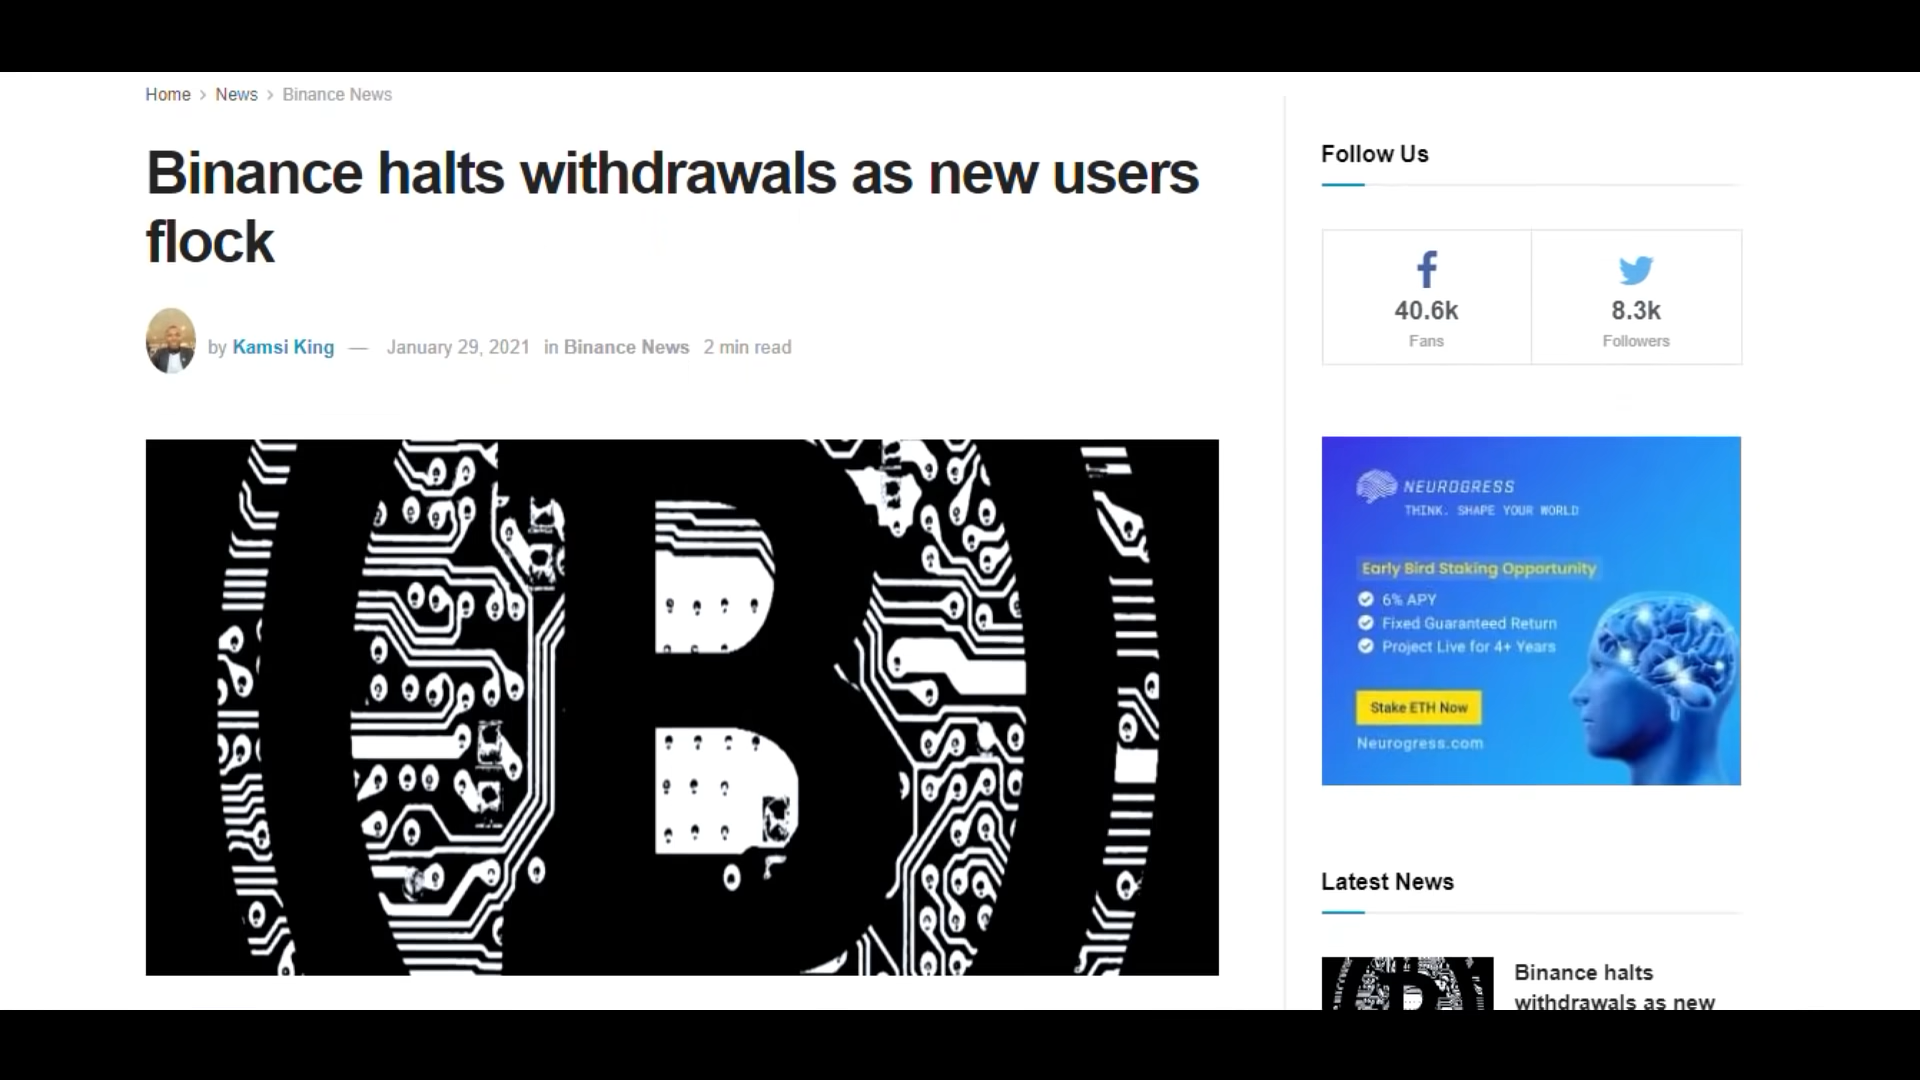 Home > News > Binance News
Binance halts withdrawals as new users
flock
by Kamsi King — January 29, 2021 in Binance News 2 min read
Follow Us
40.6k
Fans
8.3k
Followers
NEUROGRESS
THINK. SHAPE YOUR WORLD
Early Bird Staking Opportunity
6% APY
Fixed Guaranteed Return
Project Live for 4+ Years
Stake ETH Now
Neurogress.com
Latest News
Binance halts
withdrawals as new